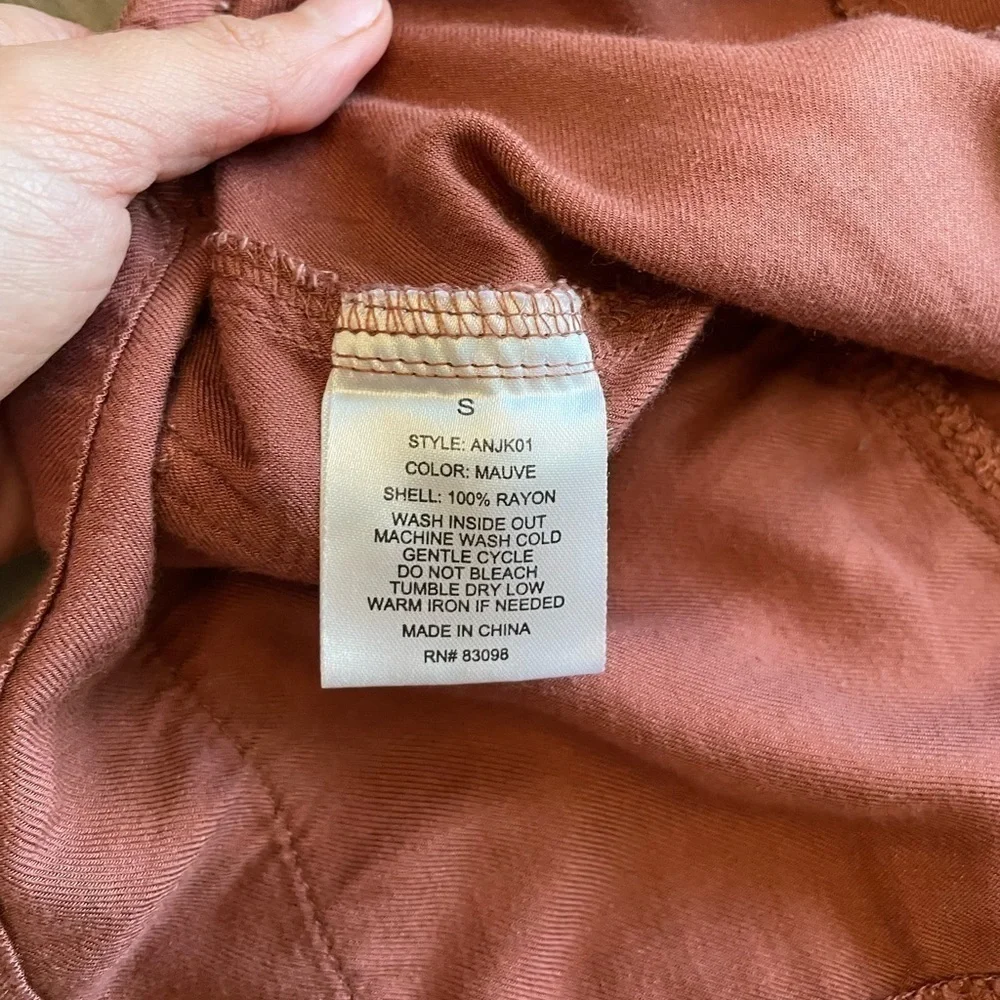 S
STYLE: ANJK01
COLOR: MAUVE
SHELL: 100% RAYON
WASH INSIDE OUT
MACHINE WASH COLD
GENTLE CYCLE
DO NOT BLEACH
TUMBLE DRY LOW
WARM IRON IF NEEDED
MADE IN CHINA
RN# 83098